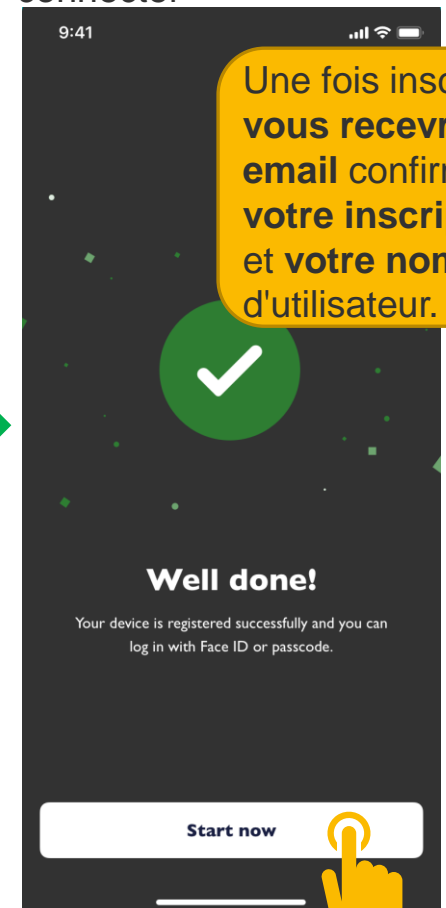 9:41
Une fois
vous
email
votre
et votre
d'utilisateur.
Well done!
Your device is registered successfully and you can
log in with Face ID or passcode.
Start now